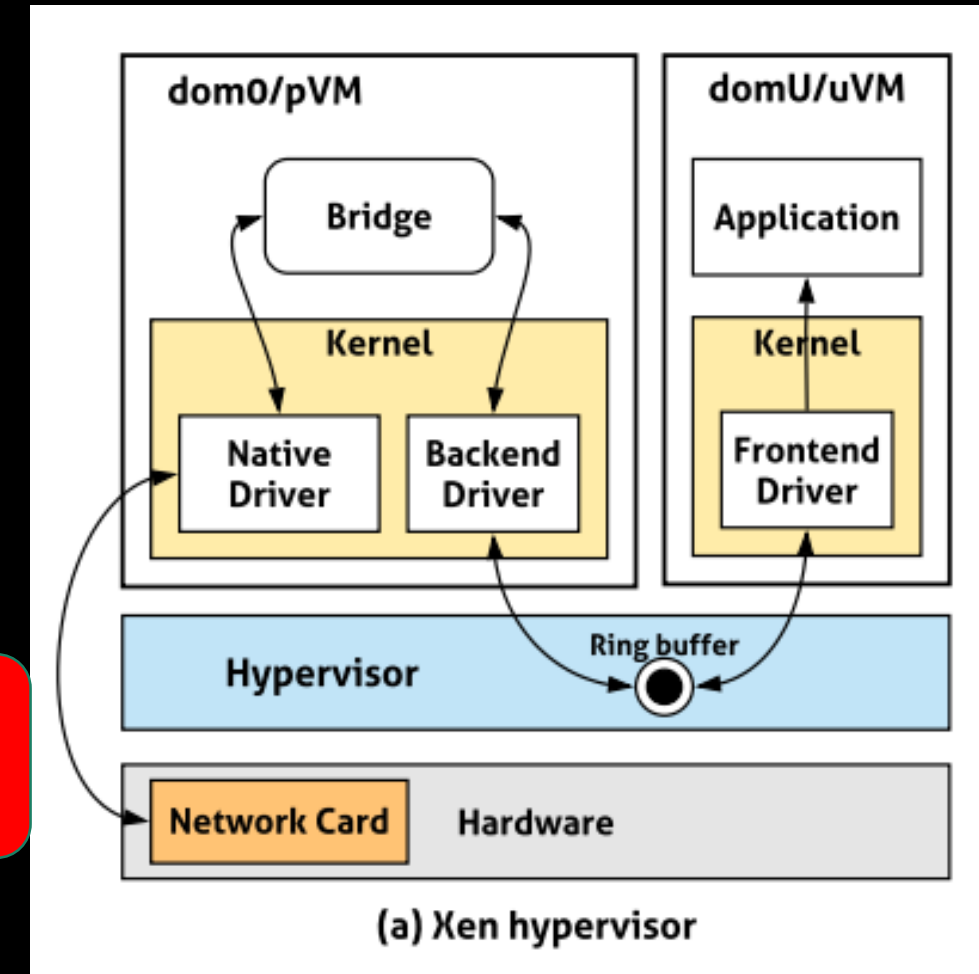 dom0/pVM
domU/uVM
Bridge
Application
Kernel
Kernel
Native
Driver
Backend
Driver
Frontend
Driver
Ring buffer
Hypervisor
Network Card
Hardware
(a) Xen hypervisor